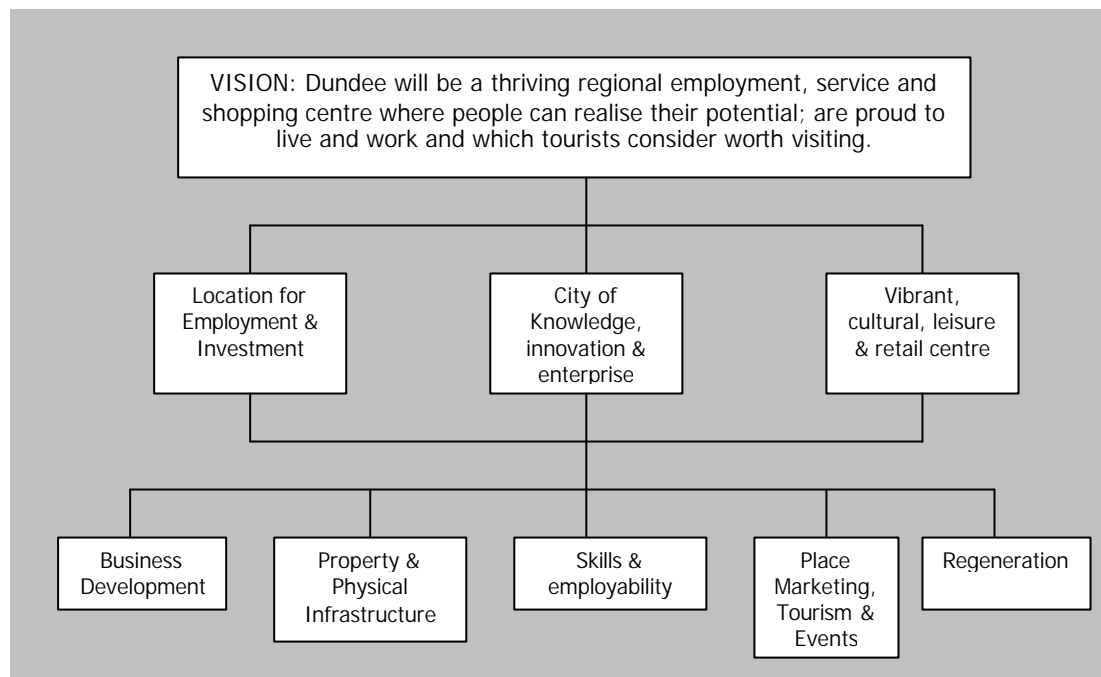 VISION: Dundee will be a thriving regional employment, service and
shopping centre where people can realise their potential; are proud to
live and work and which tourists consider worth visiting.
Location for
Employment &
Investment
City of
Knowledge,
innovation &
enterprise
Vibrant,
cultural, leisure
& retail centre
Business
Development
Property &
Physical
Infrastructure
Skills &
employability
Place
Marketing,
Tourism &
Events
Regeneration